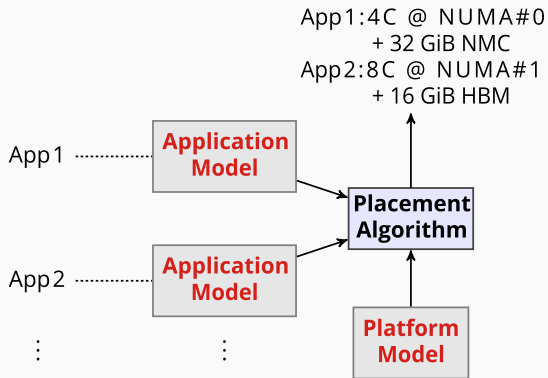 App1:4C @ NUMA#0
+ 32 GiB NMC
App2:8C @ NUMA#1
+ 16 GiB HBM
App1
Application
Model
Placement
Algorithm
App2
Application
Model
Platform
Model